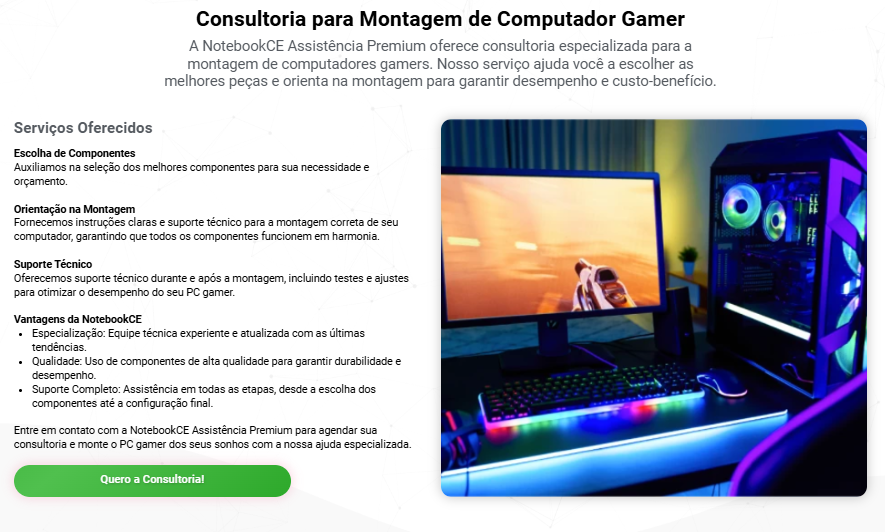 Consultoria para Montagem de Computador Gamer
A NotebookCE Assistência Premium oferece consultoria especializada para a
montagem de computadores gamers. Nosso serviço ajuda você a escolher as
melhores peças e orienta na montagem para garantir desempenho e custo-benefício.
Serviços Oferecidos
Escolha de Componentes
Auxiliamos na seleção dos melhores componentes para sua necessidade e
orçamento.
Orientação na Montagem
Fornecemos instruções claras e suporte técnico para a montagem correta de seu
computador, garantindo que todos os componentes funcionem em harmonia.
Suporte Técnico
Oferecemos suporte técnico durante e após a montagem, incluindo testes e ajustes
para otimizar o desempenho do seu PC gamer.
Vantagens da NotebookCE
• Especialização: Equipe técnica experiente e atualizada com as últimas
tendências.
• Qualidade: Uso de componentes de alta qualidade para garantir durabilidade e
desempenho.
• Suporte Completo: Assistência em todas as etapas, desde a escolha dos
componentes até a configuração final.
Entre em contato com a NotebookCE Assistência Premium para agendar sua
consultoria e monte o PC gamer dos seus sonhos com a nossa ajuda especializada.
Quero a Consultoria!